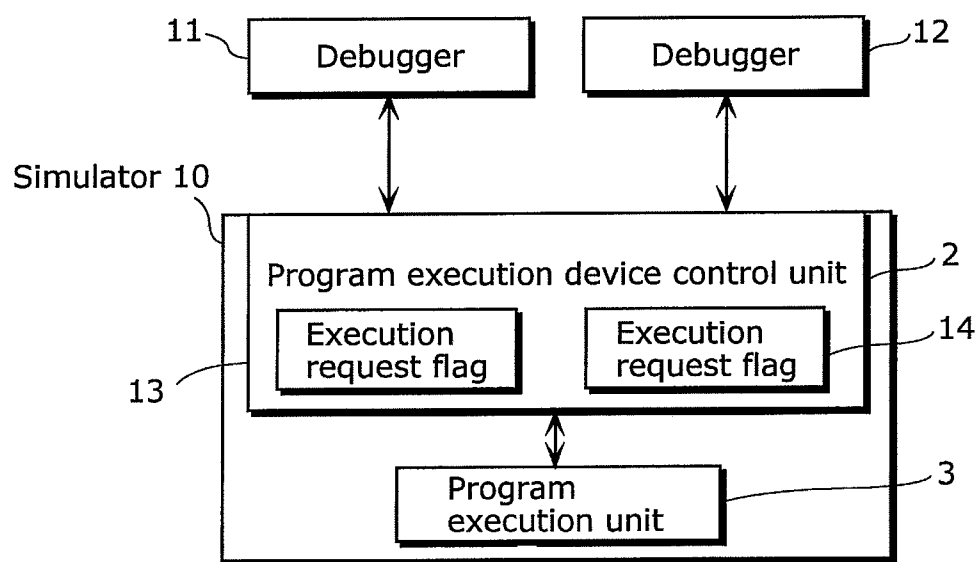 11
Debugger
Debugger
12
Simulator 10
Program execution device control unit
2
Execution
request flag
Execution
request flag
14
13
Program
execution unit
3